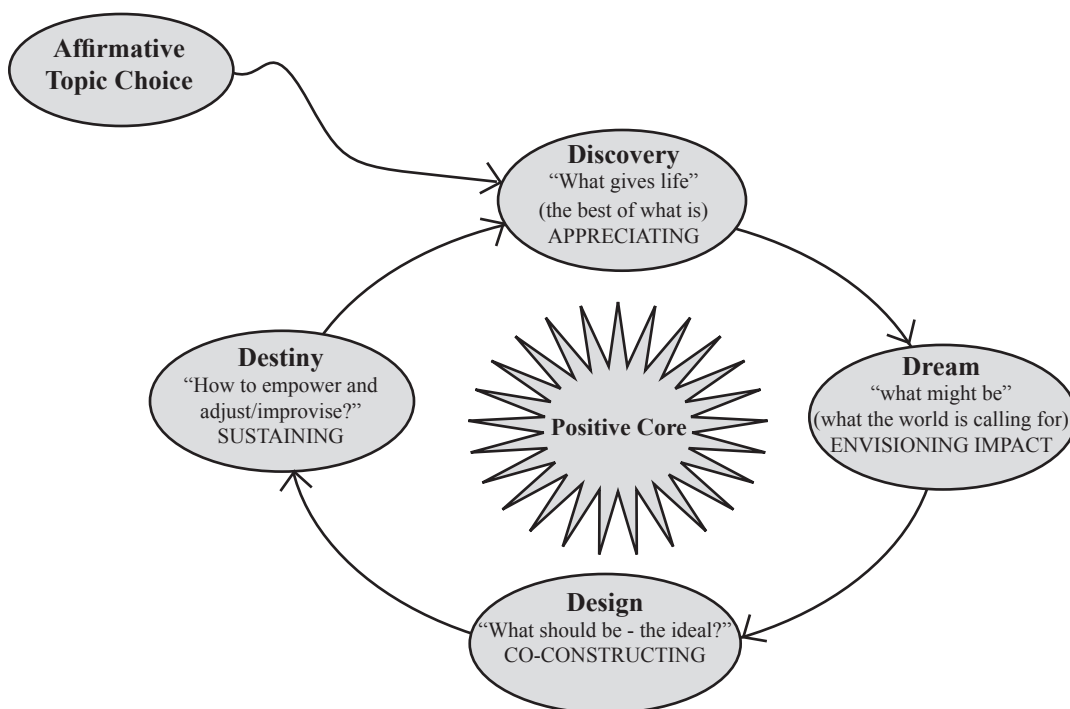 Affirmative
Topic Choice
Discovery
“What gives life”
(the best of what is)
APPRECIATING
Dream
“what might be”
(what the world is calling for)
ENVISIONING IMPACT
Design
“What should be - the ideal?”
CO-CONSTRUCTING
Destiny
“How to empower and
adjust/improvise?”
SUSTAINING
Positive Core